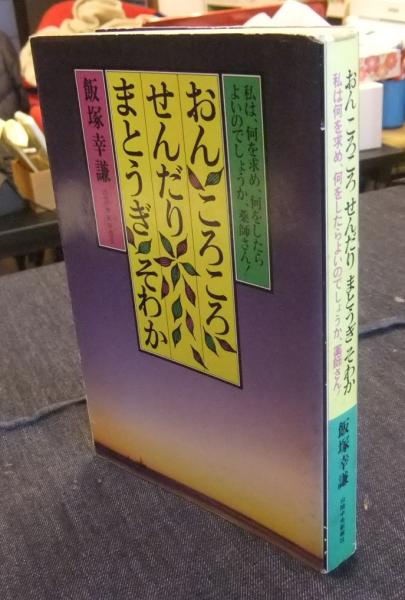 私は、何を求め、何をしたら
よいのでしょうか、薬師さん!
おん ころころ
せんだり
まとうぎ そわか
飯塚幸謙
おん ころころ せんだり まとうぎ そわか
私は何を求め、何をしたらよいのでしょうか、薬師さん!
飯塚幸謙